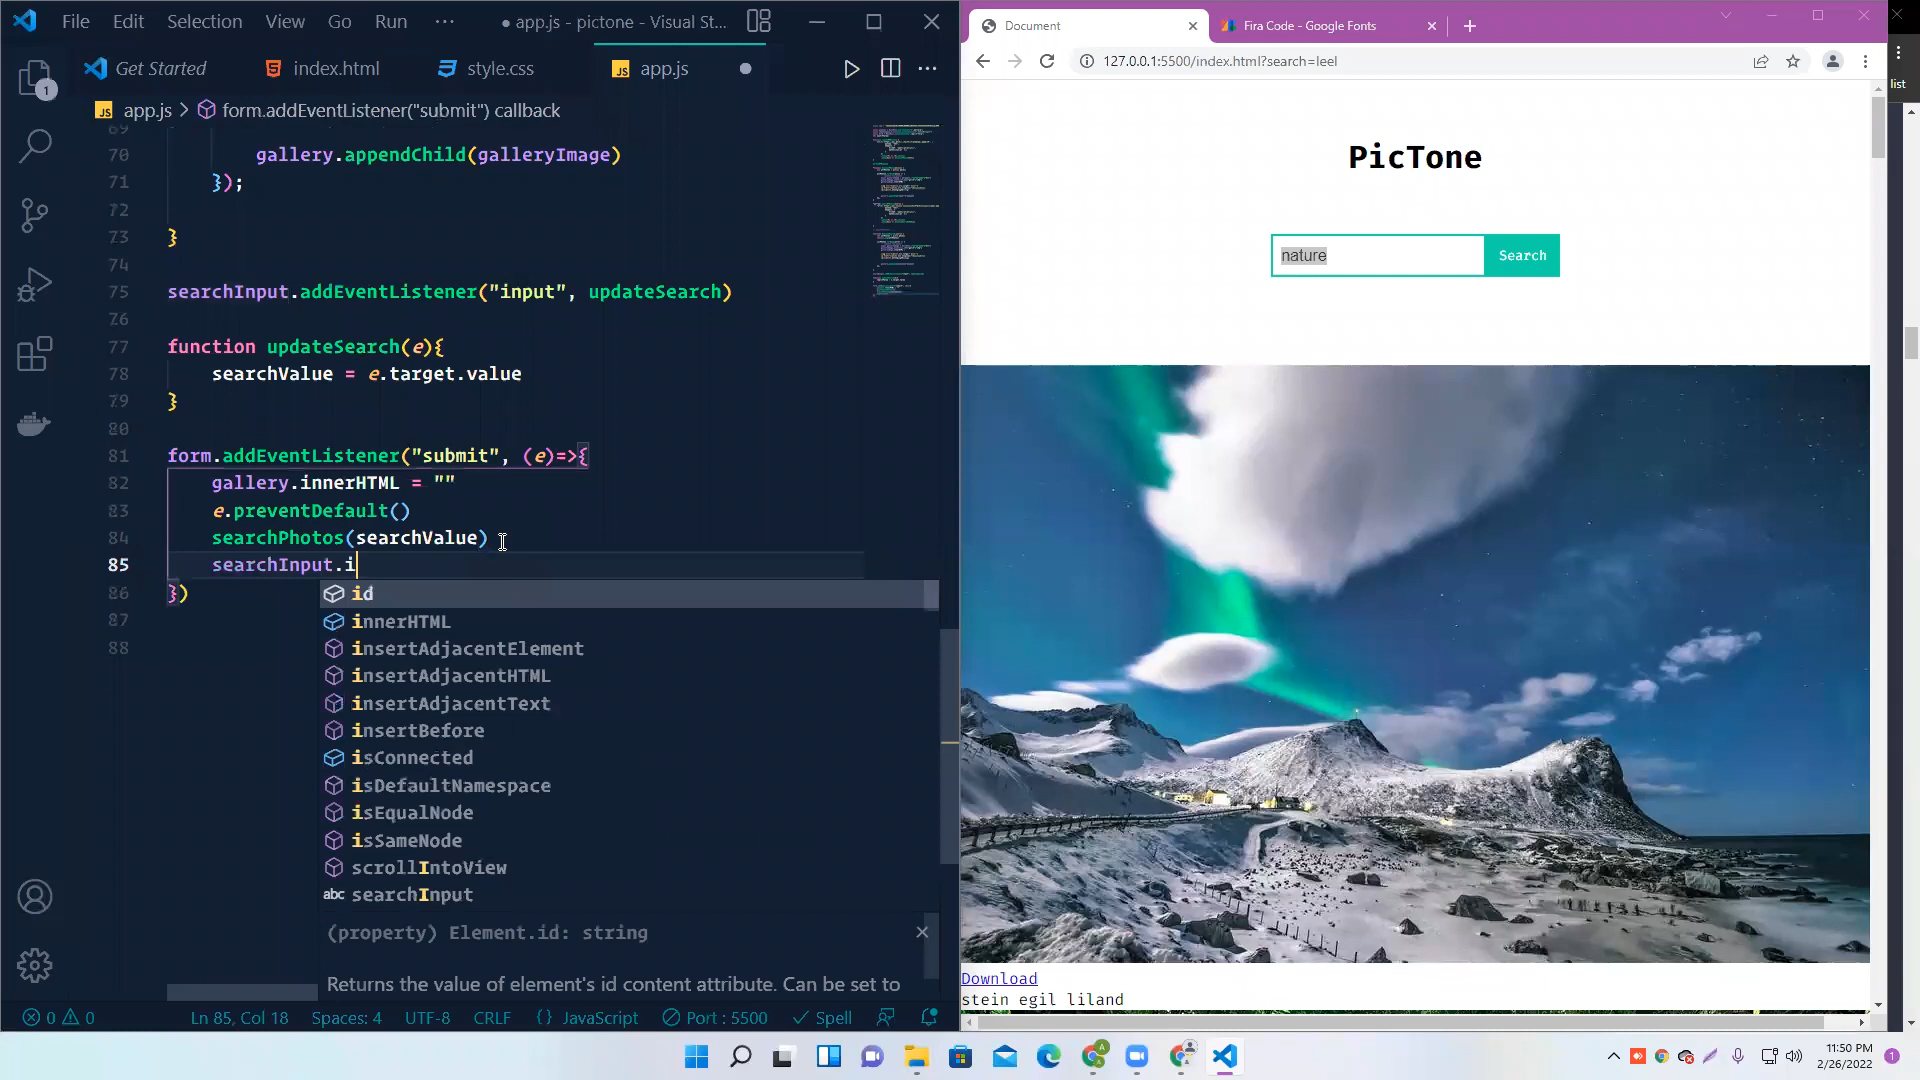 File Edit Selection View Go Run ··· ● app.js - pictone - Visual St...
Get Started index.html style.css app.js
app.js > form.addEventListener("submit") callback
69
70 gallery.appendChild(galleryImage)
71 });
72
73 }
74
75 searchInput.addEventListener("input", updateSearch)
76
77 function updateSearch(e){
78 searchValue = e.target.value
79 }
80
81 form.addEventListener("submit", (e)=>{
82 gallery.innerHTML = ""
83 e.preventDefault()
84 searchPhotos(searchValue)
85 searchInput.i
86 })
87
88
id
innerHTML
insertAdjacentElement
insertAdjacentHTML
insertAdjacentText
insertBefore
isConnected
isDefaultNamespace
isEqualNode
isSameNode
scrollIntoView
abc searchInput
(property) Element.id: string
Returns the value of element's id content attribute. Can be set to
1
0 0 Ln 85, Col 18 Spaces: 4 UTF-8 CRLF {} JavaScript Port : 5500 Spell
Document Fira Code - Google Fonts
127.0.0.1:5500/index.html?search=leel
list
PicTone
nature Search
Download
stein egil liland
11:50 PM
2/26/2022
1